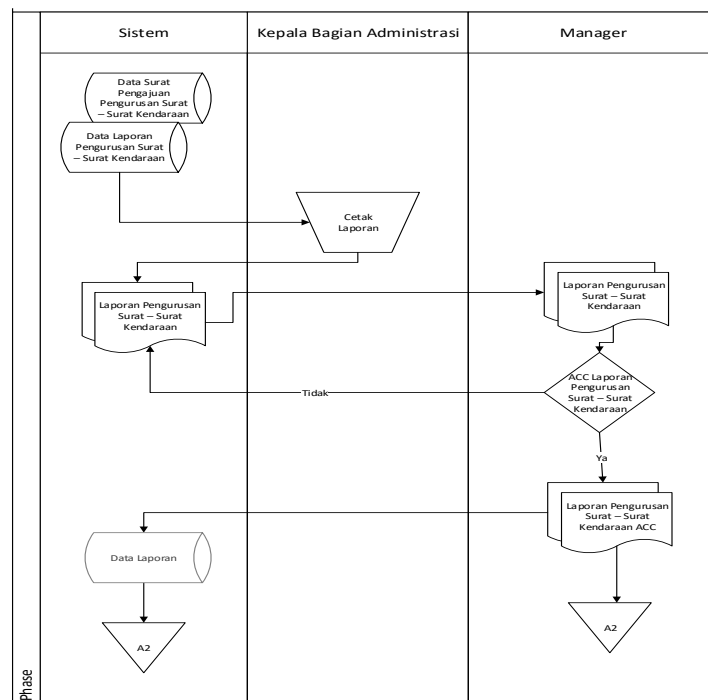 Sistem
Kepala Bagian Administrasi
Manager
Data Surat
Pengajuan
Pengurusan Surat
– Surat Kendaraan
Data Laporan
Pengurusan Surat
– Surat Kendaraan
Cetak
Laporan
Laporan Pengurusan
Surat – Surat
Kendaraan
Laporan Pengurusan
Surat – Surat
Kendaraan
ACC Laporan
Pengurusan
Surat – Surat
Kendaraan
Tidak
Ya
Laporan Pengurusan
Surat – Surat
Kendaraan ACC
Data Laporan
A2
A2
Phase